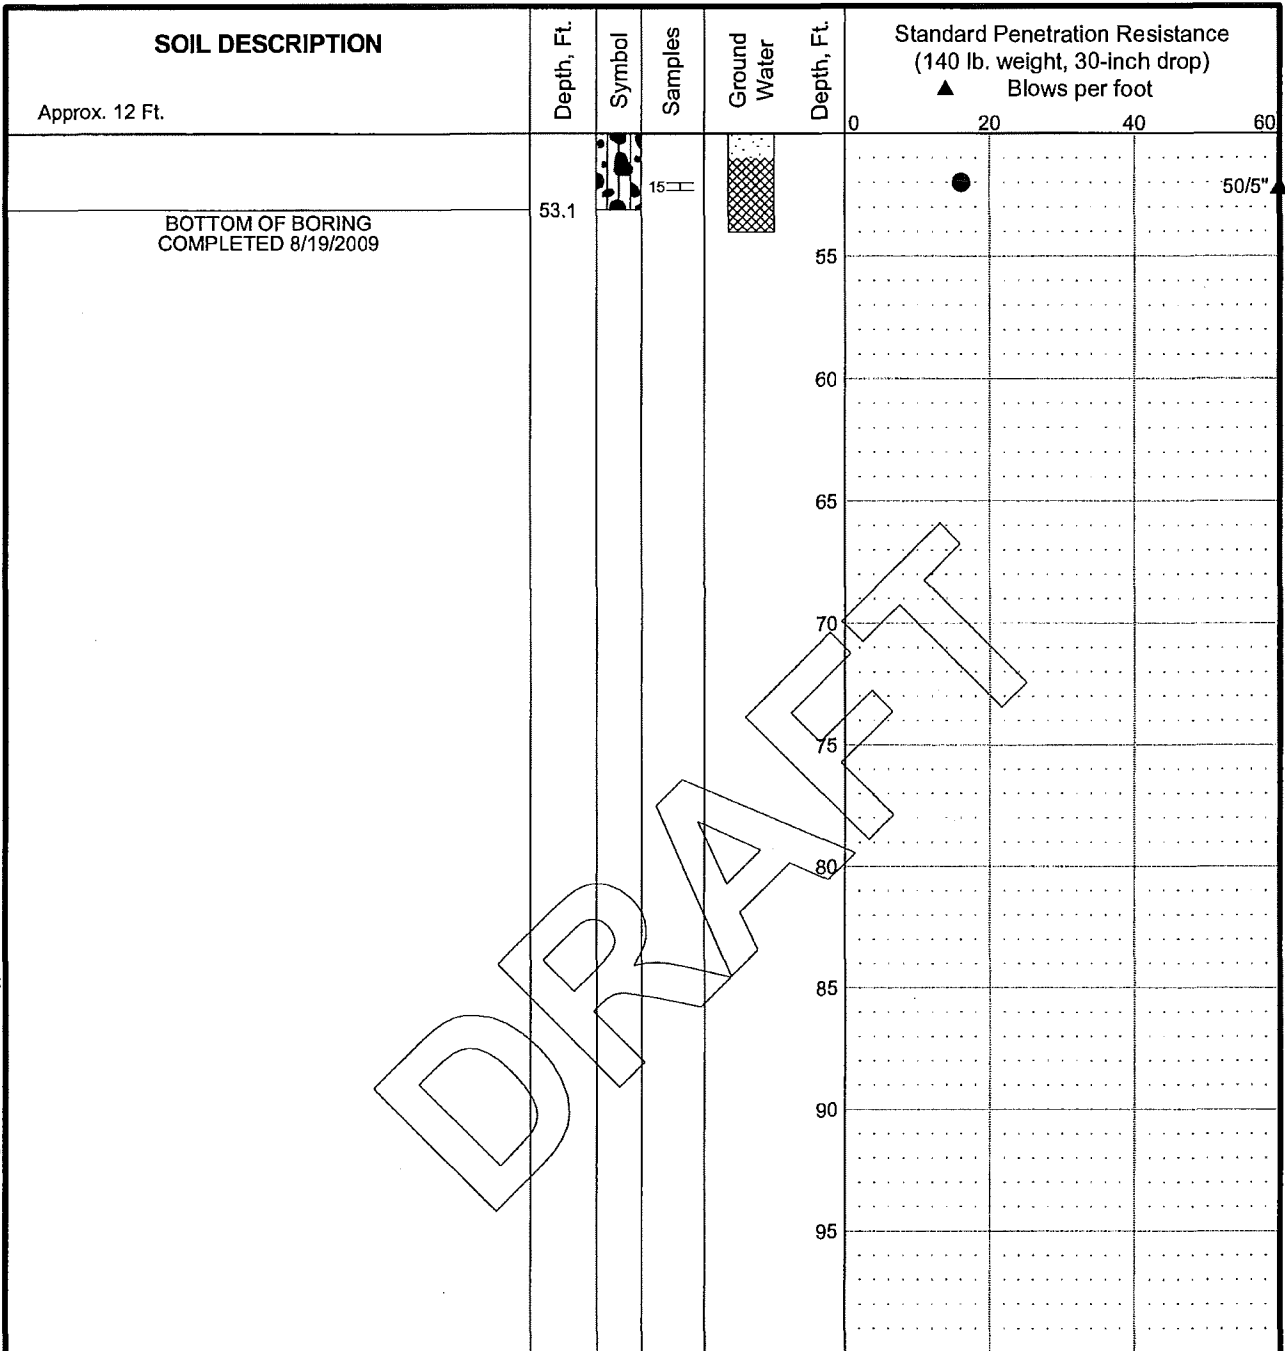 SOIL DESCRIPTION
Approx. 12 Ft.
Depth, Ft.
Symbol
Samples
Ground
Water
Depth, Ft.
Standard Penetration Resistance
(140 lb. weight, 30-inch drop)
▲ Blows per foot
0 20 40 60
15
50/5"
53.1
BOTTOM OF BORING
COMPLETED 8/19/2009
55
60
65
70
75
80
85
90
95
DRAFT